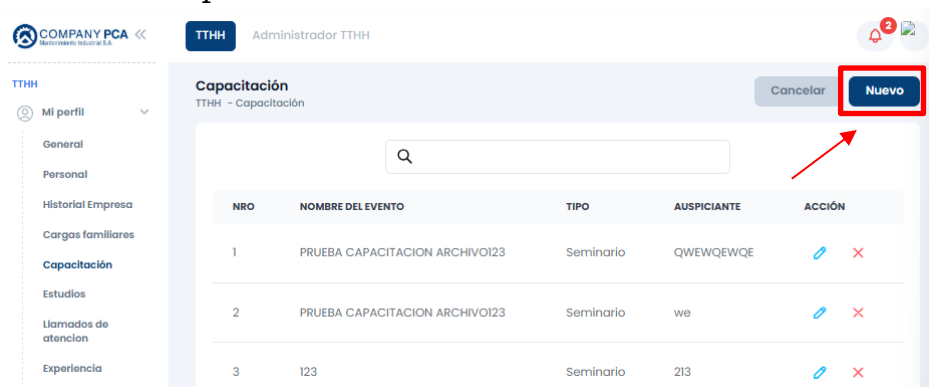 COMPANY PCA
Mantenimiento Industrial S.A.
TTHH
Administrador TTHH
2
TTHH
Mi perfil
General
Personal
Historial Empresa
Cargas familiares
Capacitación
Estudios
Llamados de
atencion
Experiencia
Capacitación
TTHH - Capacitación
Cancelar
Nuevo
NRO NOMBRE DEL EVENTO TIPO AUSPICIANTE ACCIÓN
1 PRUEBA CAPACITACION ARCHIVO123 Seminario QWEWQEWQE
2 PRUEBA CAPACITACION ARCHIVO123 Seminario we
3 123 Seminario 213